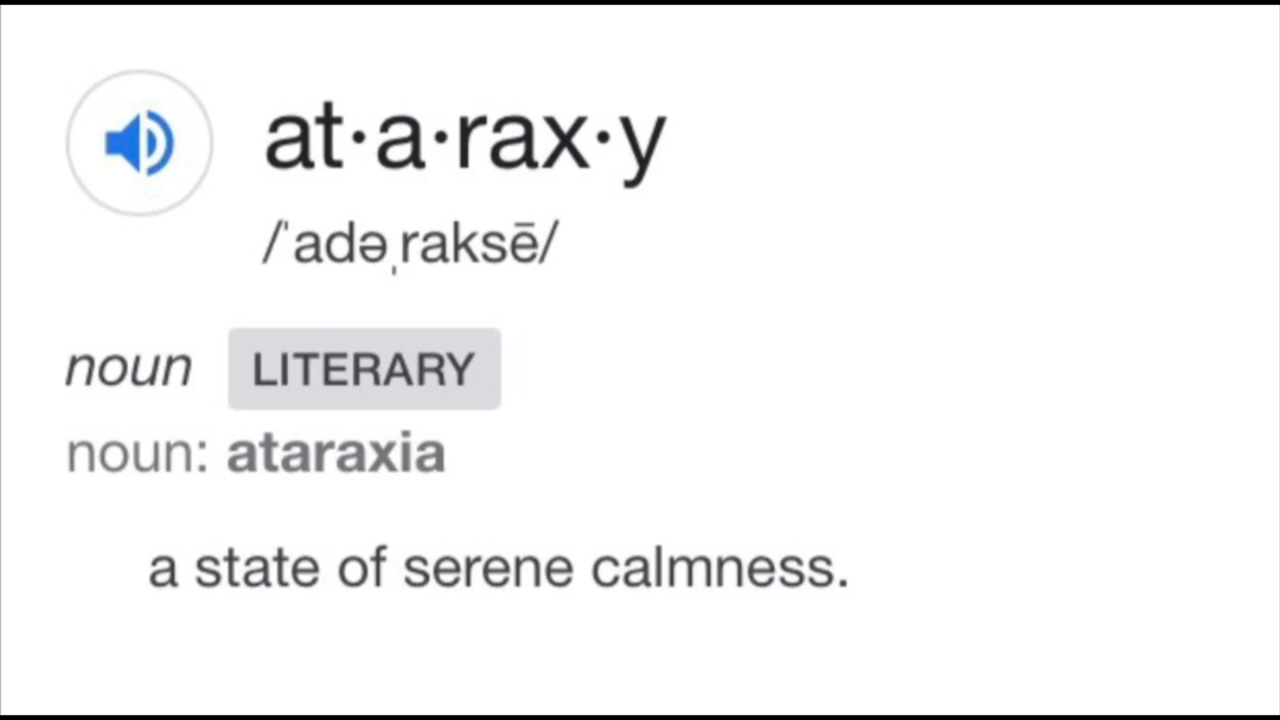 at·a·rax·y
/ˈadəˌraksē/
noun LITERARY
noun: ataraxia
a state of serene calmness.